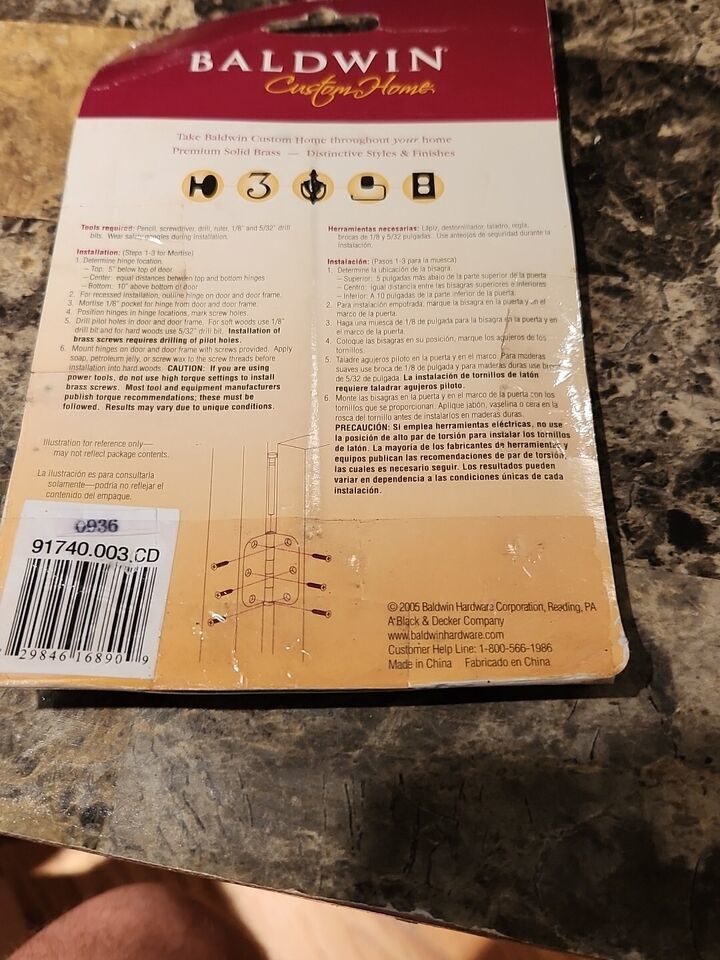 BALDWIN
Custom Home
Take Baldwin Custom Home throughout your home
Premium Solid Brass — Distinctive Styles & Finishes
3
8
Tools required: Pencil, screwdriver, drill, ruler, 1/8" and 5/32" drill
bits. Wear safety goggles during installation.
Installation: (Steps 1-3 for Mortise)
1. Determine hinge location.
– Top: 5" below top of door
– Center: equal distances between top and bottom hinges
– Bottom: 10" above bottom of door
2. For recessed installation, outline hinge on door and door frame.
3. Mortise 1/8" pocket for hinge from door and door frame.
4. Position hinges in hinge locations, mark screw holes.
5. Drill pilot holes in door and door frame. For soft woods use 1/8"
drill bit and for hard woods use 5/32" drill bit. Installation of
brass screws requires drilling of pilot holes.
6. Mount hinges on door and door frame with screws provided. Apply
soap, petroleum jelly, or screw wax to the screw threads before
installation into hard woods. CAUTION: If you are using
power tools, do not use high torque settings to install
brass screws. Most tool and equipment manufacturers
publish torque recommendations; these must be
followed. Results may vary due to unique conditions.
Illustration for reference only—
may not reflect package contents.
La ilustración es para consultarla
solamente—podría no reflejar el
contenido del empaque.
Herramientas necesarias: Lápiz, destornillador, taladro, regla,
brocas de 1/8 y 5/32 pulgadas. Use anteojos de seguridad durante la
instalación.
Instalación: (Pasos 1-3 para la muesca)
1. Determine la ubicación de la bisagra.
– Superior: 5 pulgadas más abajo de la parte superior de la puerta
– Centro: igual distancia entre las bisagras superiores e inferiores
– Inferior: A 10 pulgadas de la parte inferior de la puerta.
2. Para instalación empotrada, marque la bisagra en la puerta y en el
marco de la puerta.
3. Haga una muesca de 1/8 de pulgada para la bisagra en la puerta y en
el marco de la puerta.
4. Coloque las bisagras en su posición, marque los agujeros de los
tornillos.
5. Taladre agujeros piloto en la puerta y en el marco. Para maderas
suaves use broca de 1/8 de pulgada y para maderas duras use broca
de 5/32 de pulgada. La instalación de tornillos de latón
requiere taladrar agujeros piloto.
6. Monte las bisagras en la puerta y en el marco de la puerta con los
tornillos que se proporcionan. Aplique jabón, vaselina o cera en la
rosca del tornillo antes de instalarlos en maderas duras.
PRECAUCIÓN: Si emplea herramientas eléctricas, no use
la posición de alto par de torsión para instalar los tornillos
de latón. La mayoría de los fabricantes de herramientas y
equipos publican las recomendaciones de par de torsión,
las cuales es necesario seguir. Los resultados pueden
variar en dependencia a las condiciones únicas de cada
instalación.
0936
91740.003.CD
29846 16890 9
© 2005 Baldwin Hardware Corporation, Reading, PA
A Black & Decker Company
www.baldwinhardware.com
Customer Help Line: 1-800-566-1986
Made in China Fabricado en China